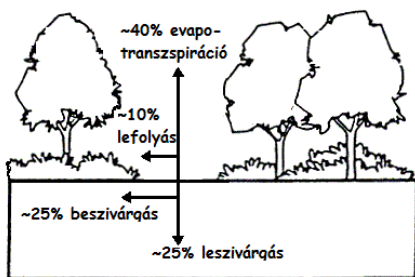 ~40% evapo-
transzspiráció
~10%
lefolyás
~25% beszivárgás
~25% leszivárgás